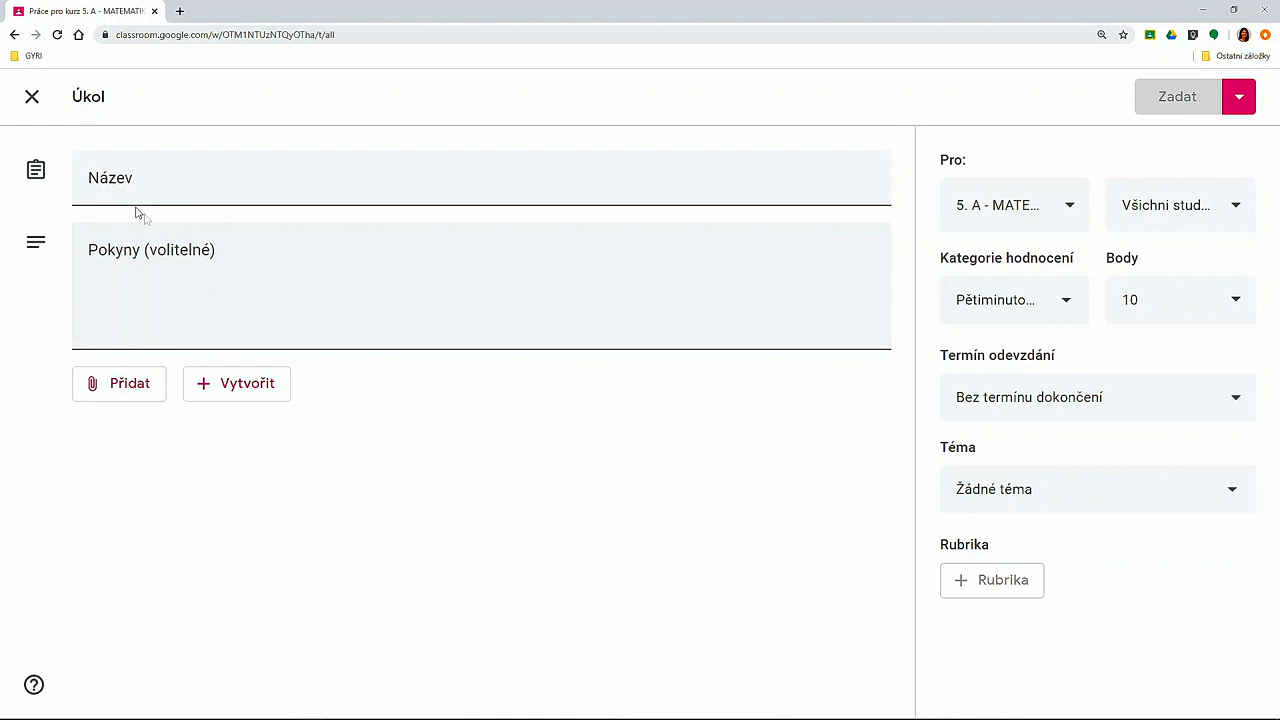 Práce pro kurz 5. A - MATEMATI
classroom.google.com/w/OTM1NTUzNTQyOTha/t/all
GYRI
Ostatní záložky
Úkol
Zadat
Název
Pokyny (volitelné)
Přidat
Vytvořit
Pro:
5. A - MATE...
Všichni stud...
Kategorie hodnocení
Body
Pětiminuto...
10
Termín odevzdání
Bez termínu dokončení
Téma
Žádné téma
Rubrika
Rubrika